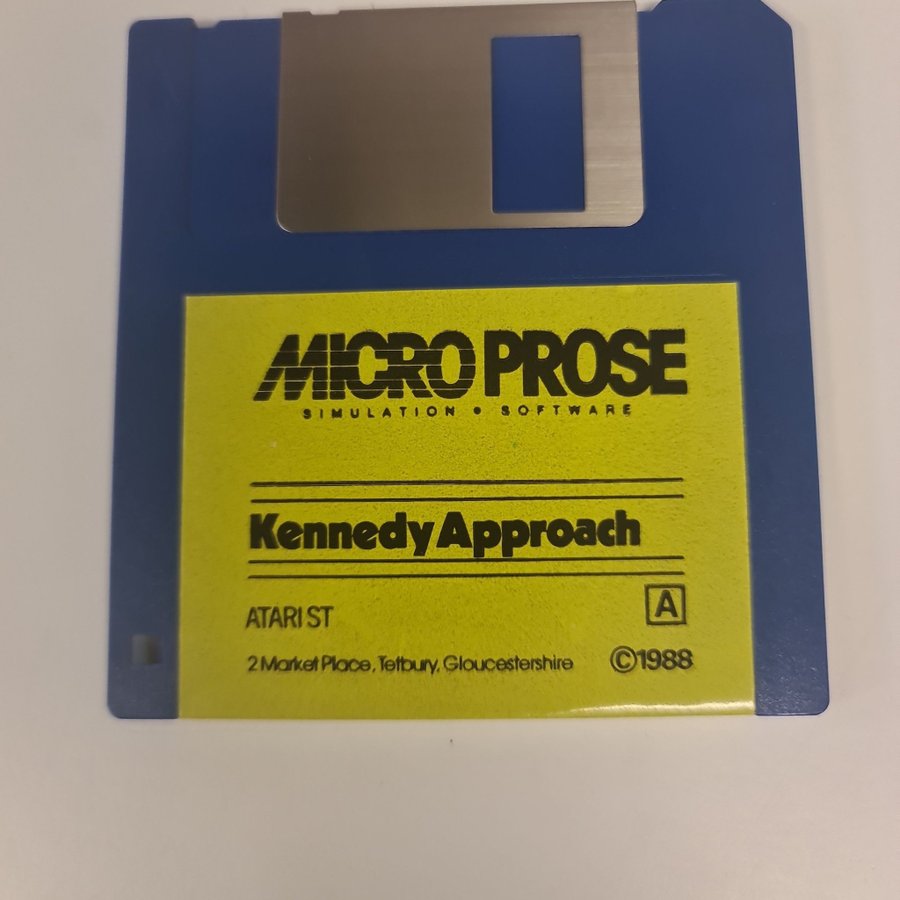 MICRO PROSE
SIMULATION • SOFTWARE
Kennedy Approach
ATARI ST
A
2 Market Place, Tetbury, Gloucestershire
©1988